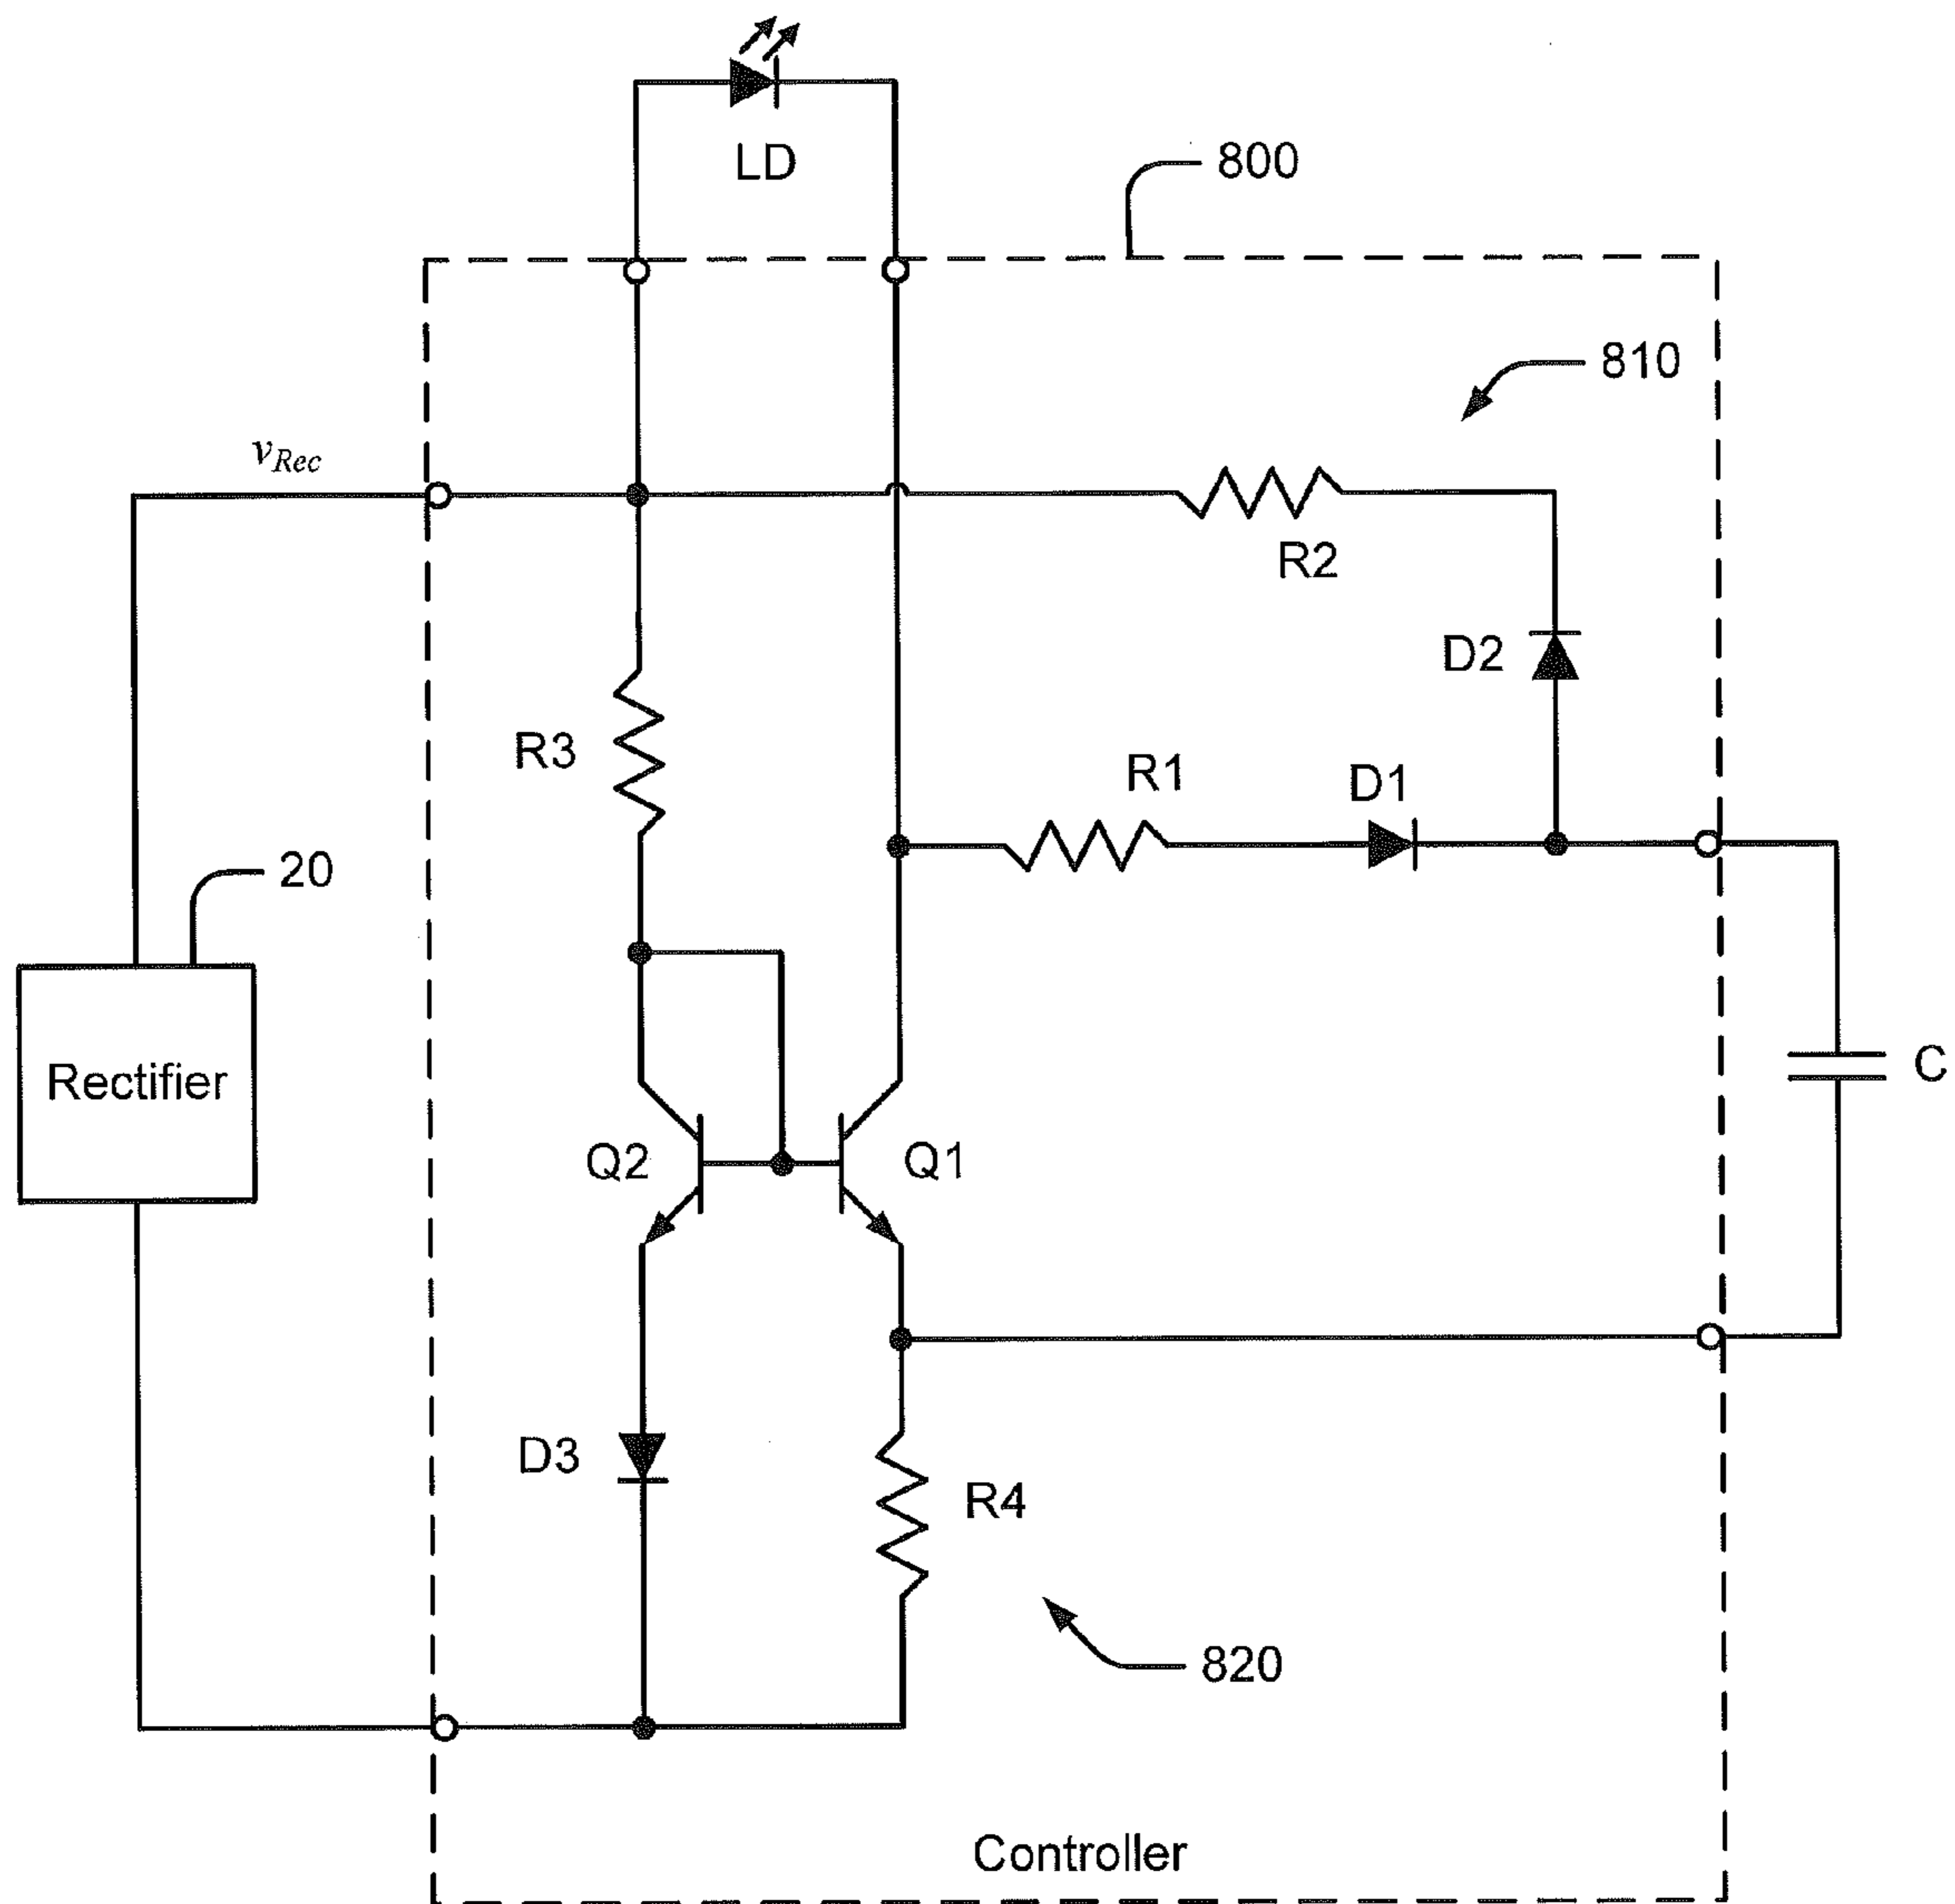 LD
800
810
vRec
R2
D2
R3
R1
D1
20
Rectifier
C
Q2
Q1
D3
R4
820
Controller